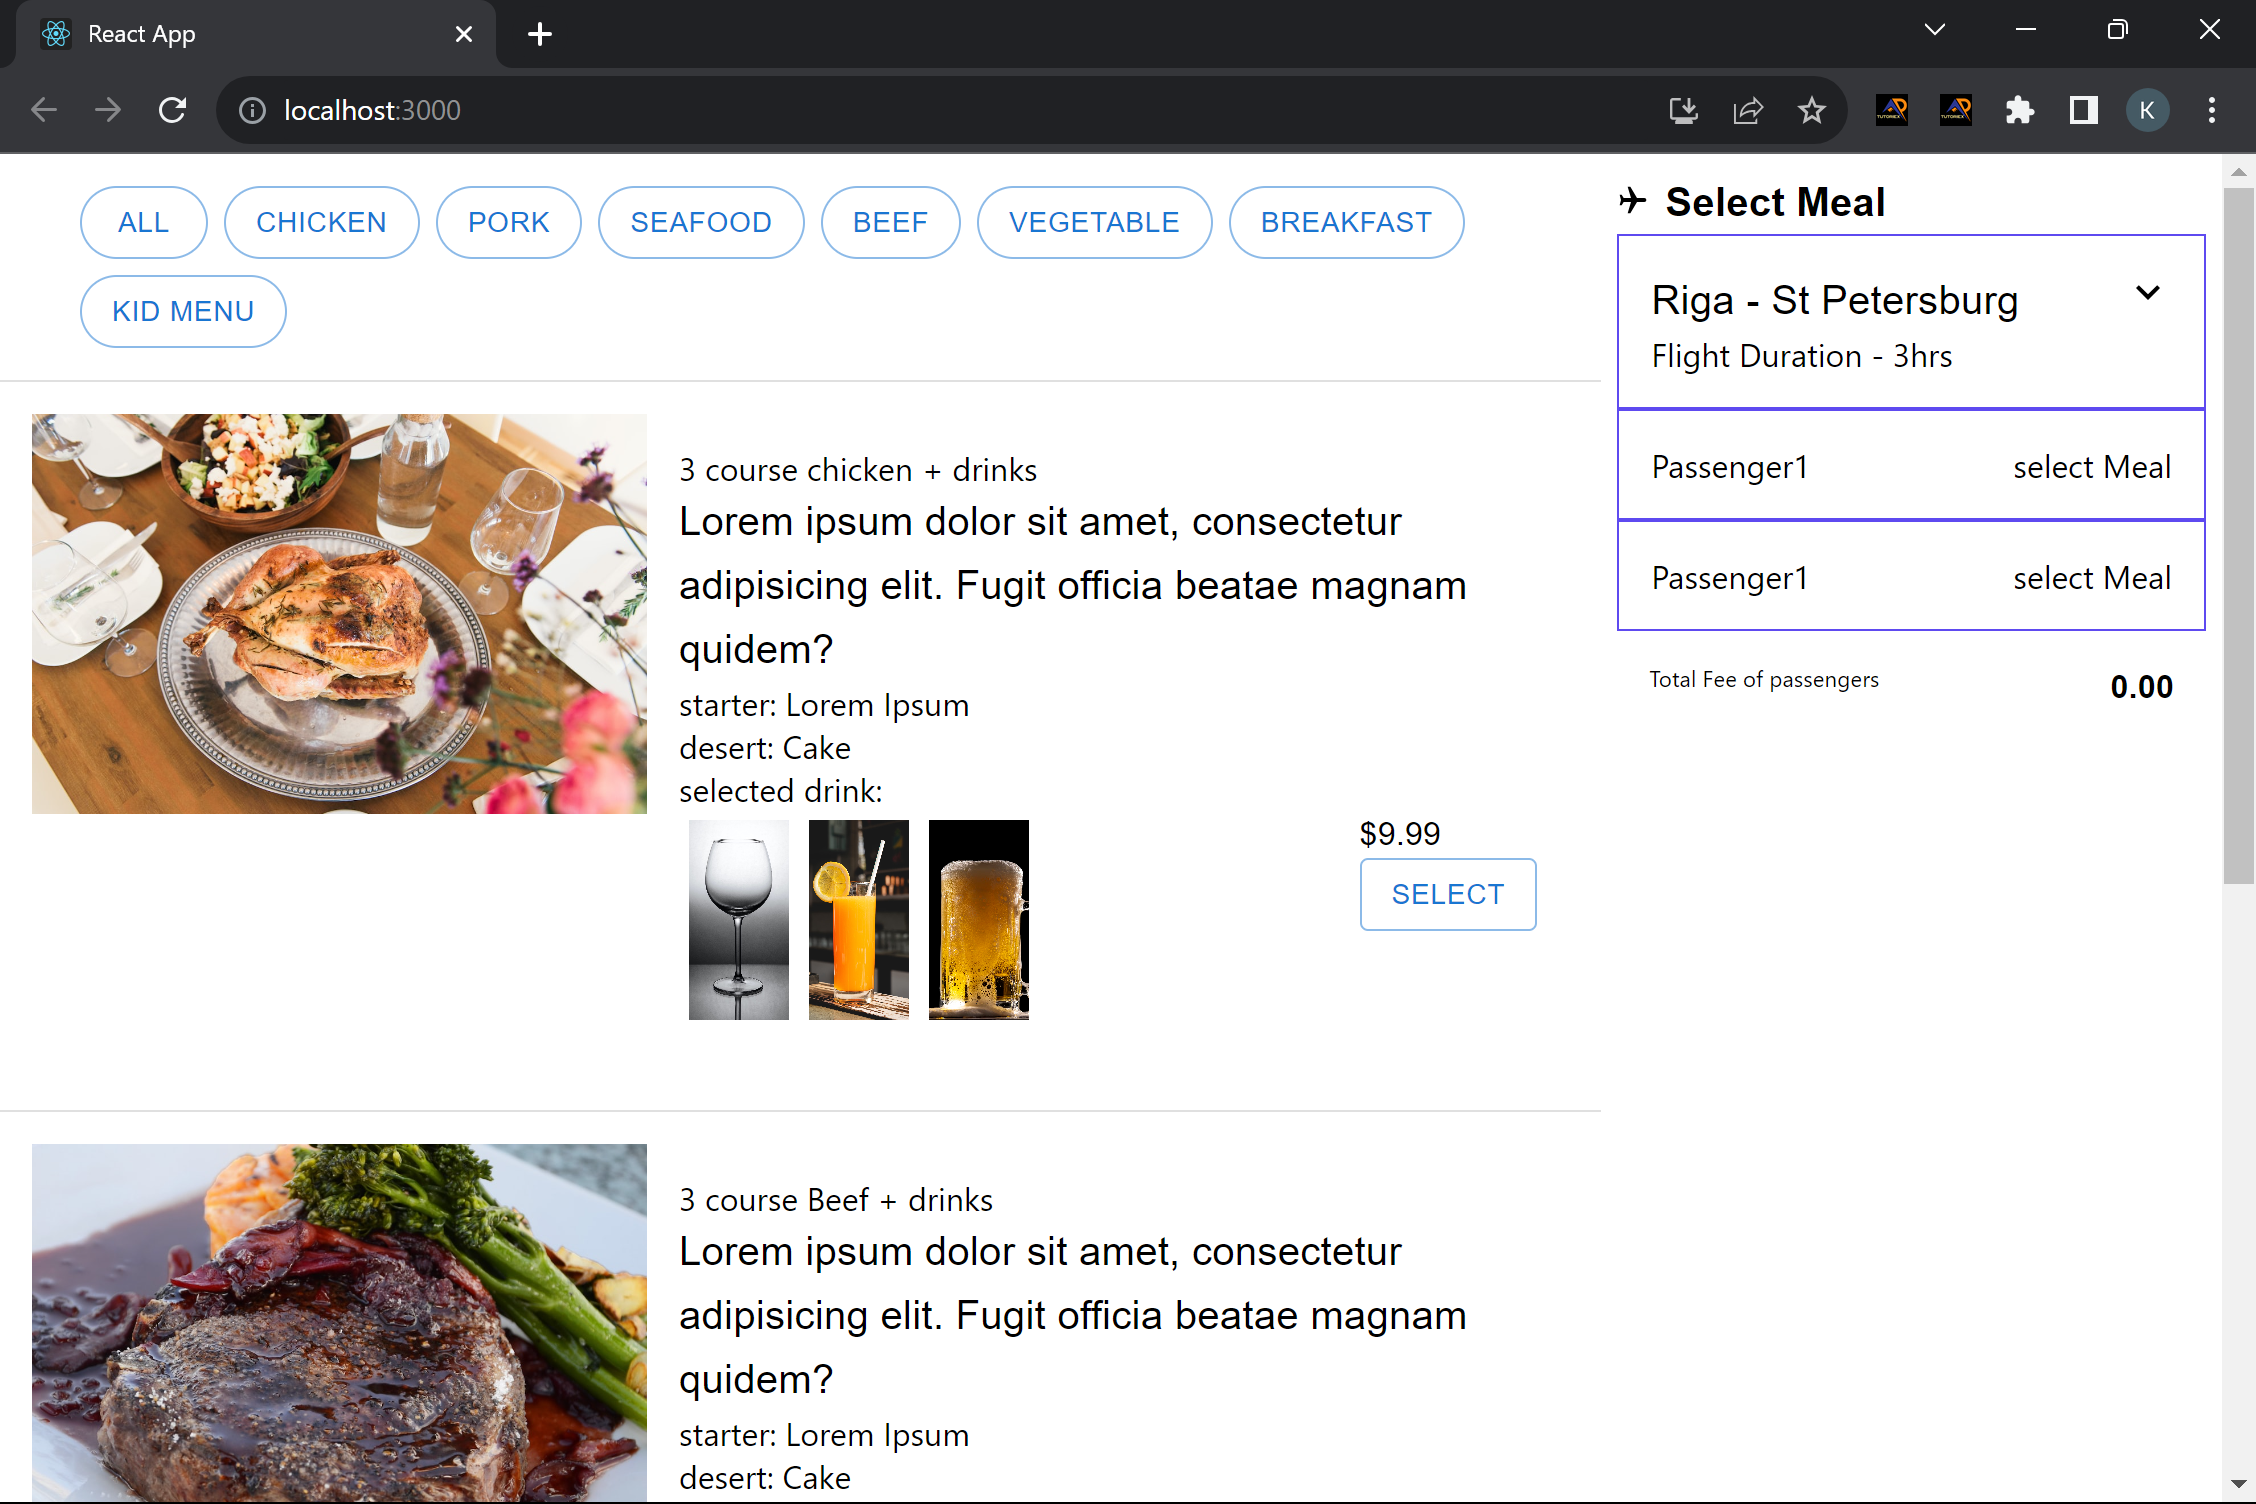 React App
localhost:3000
K
ALL CHICKEN PORK SEAFOOD BEEF VEGETABLE BREAKFAST
KID MENU
3 course chicken + drinks
Lorem ipsum dolor sit amet, consectetur
adipisicing elit. Fugit officia beatae magnam
quidem?
starter: Lorem Ipsum
desert: Cake
selected drink:
$9.99
SELECT
3 course Beef + drinks
Lorem ipsum dolor sit amet, consectetur
adipisicing elit. Fugit officia beatae magnam
quidem?
starter: Lorem Ipsum
desert: Cake
Select Meal
Riga - St Petersburg
Flight Duration - 3hrs
Passenger1 select Meal
Passenger1 select Meal
Total Fee of passengers 0.00